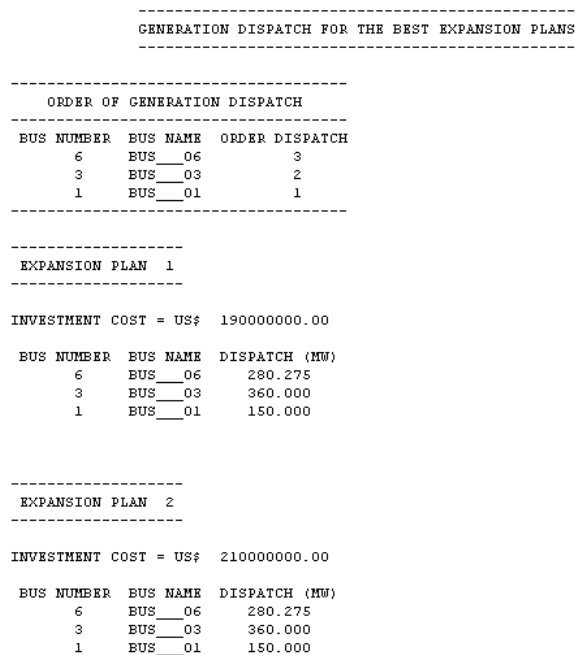 GENERATION DISPATCH FOR THE BEST EXPANSION PLANS
ORDER OF GENERATION DISPATCH
BUS NUMBER BUS NAME ORDER DISPATCH
6 BUS___06 3
3 BUS___03 2
1 BUS___01 1
EXPANSION PLAN 1
INVESTMENT COST = US$ 190000000.00
BUS NUMBER BUS NAME DISPATCH (MW)
6 BUS___06 280.275
3 BUS___03 360.000
1 BUS___01 150.000
EXPANSION PLAN 2
INVESTMENT COST = US$ 210000000.00
BUS NUMBER BUS NAME DISPATCH (MW)
6 BUS___06 280.275
3 BUS___03 360.000
1 BUS___01 150.000